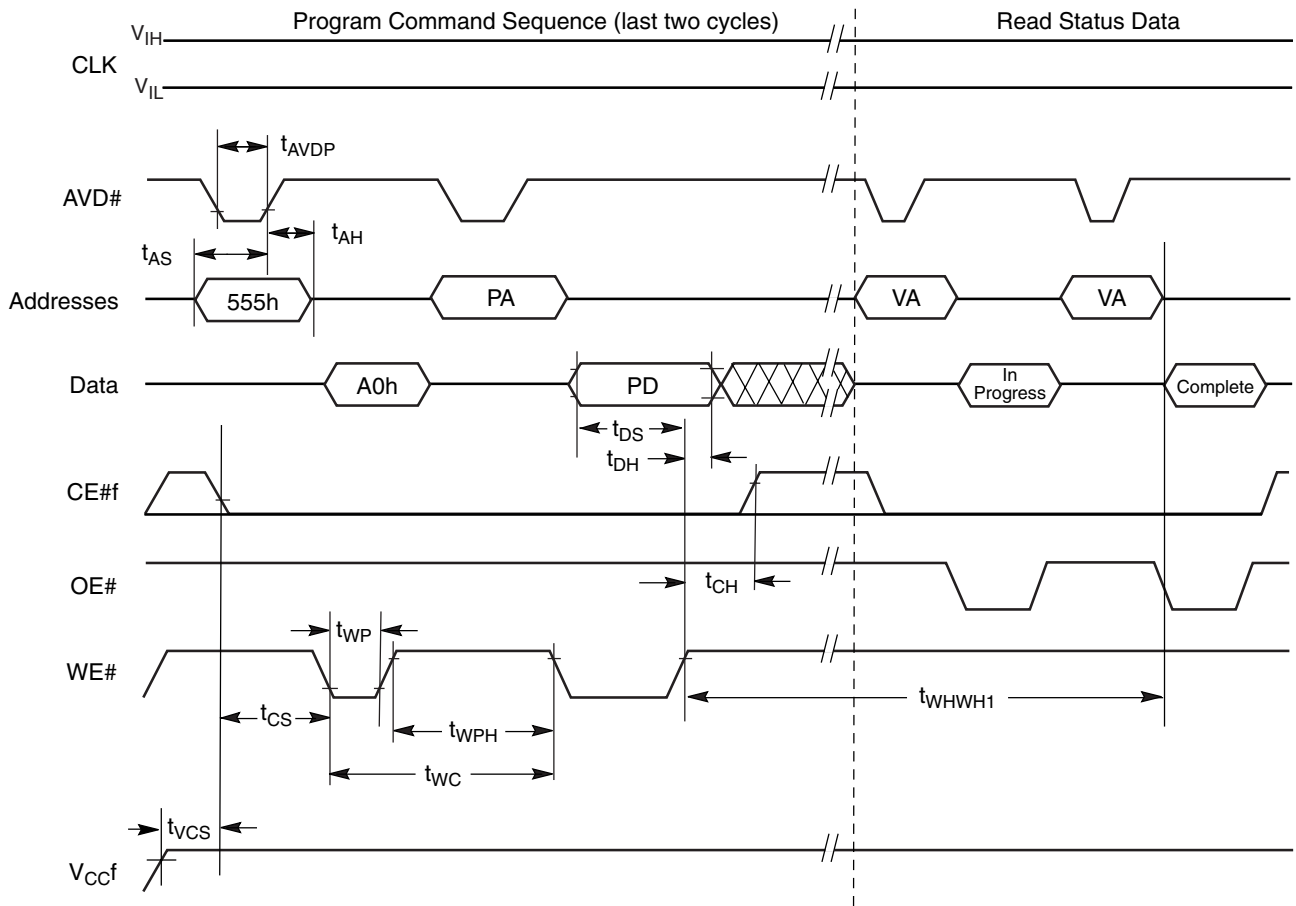 Program Command Sequence (last two cycles) Read Status Data
VIH
CLK
VIL
tAVDP
AVD#
tAS tAH
Addresses 555h PA VA VA
Data A0h PD In Progress Complete
tDS
tDH
CE#f
OE# tCH
tWP
WE#
tCS tWPH tWHWH1
tWC
tVCS
VCCf